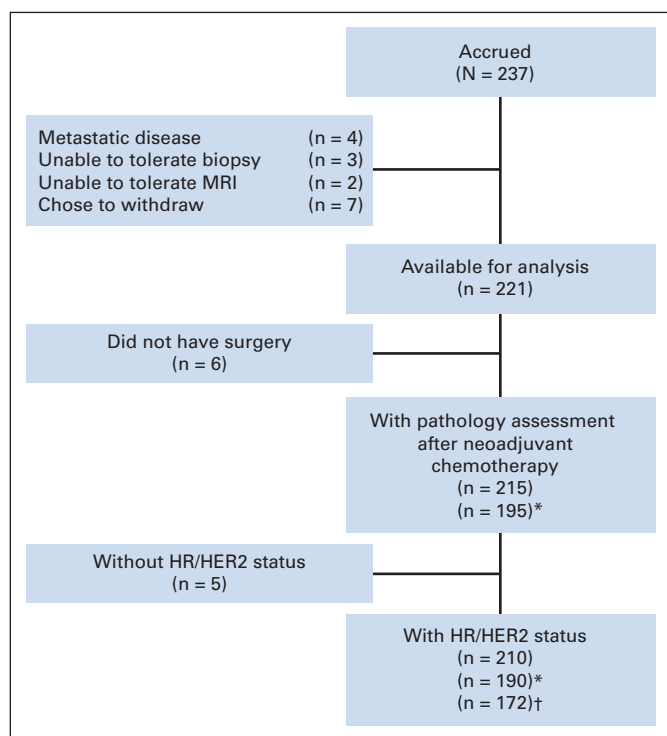 Accrued
(N = 237)
Metastatic disease (n = 4)
Unable to tolerate biopsy (n = 3)
Unable to tolerate MRI (n = 2)
Chose to withdraw (n = 7)
Available for analysis
(n = 221)
Did not have surgery
(n = 6)
With pathology assessment
after neoadjuvant
chemotherapy
(n = 215)
(n = 195)*
Without HR/HER2 status
(n = 5)
With HR/HER2 status
(n = 210)
(n = 190)*
(n = 172)†